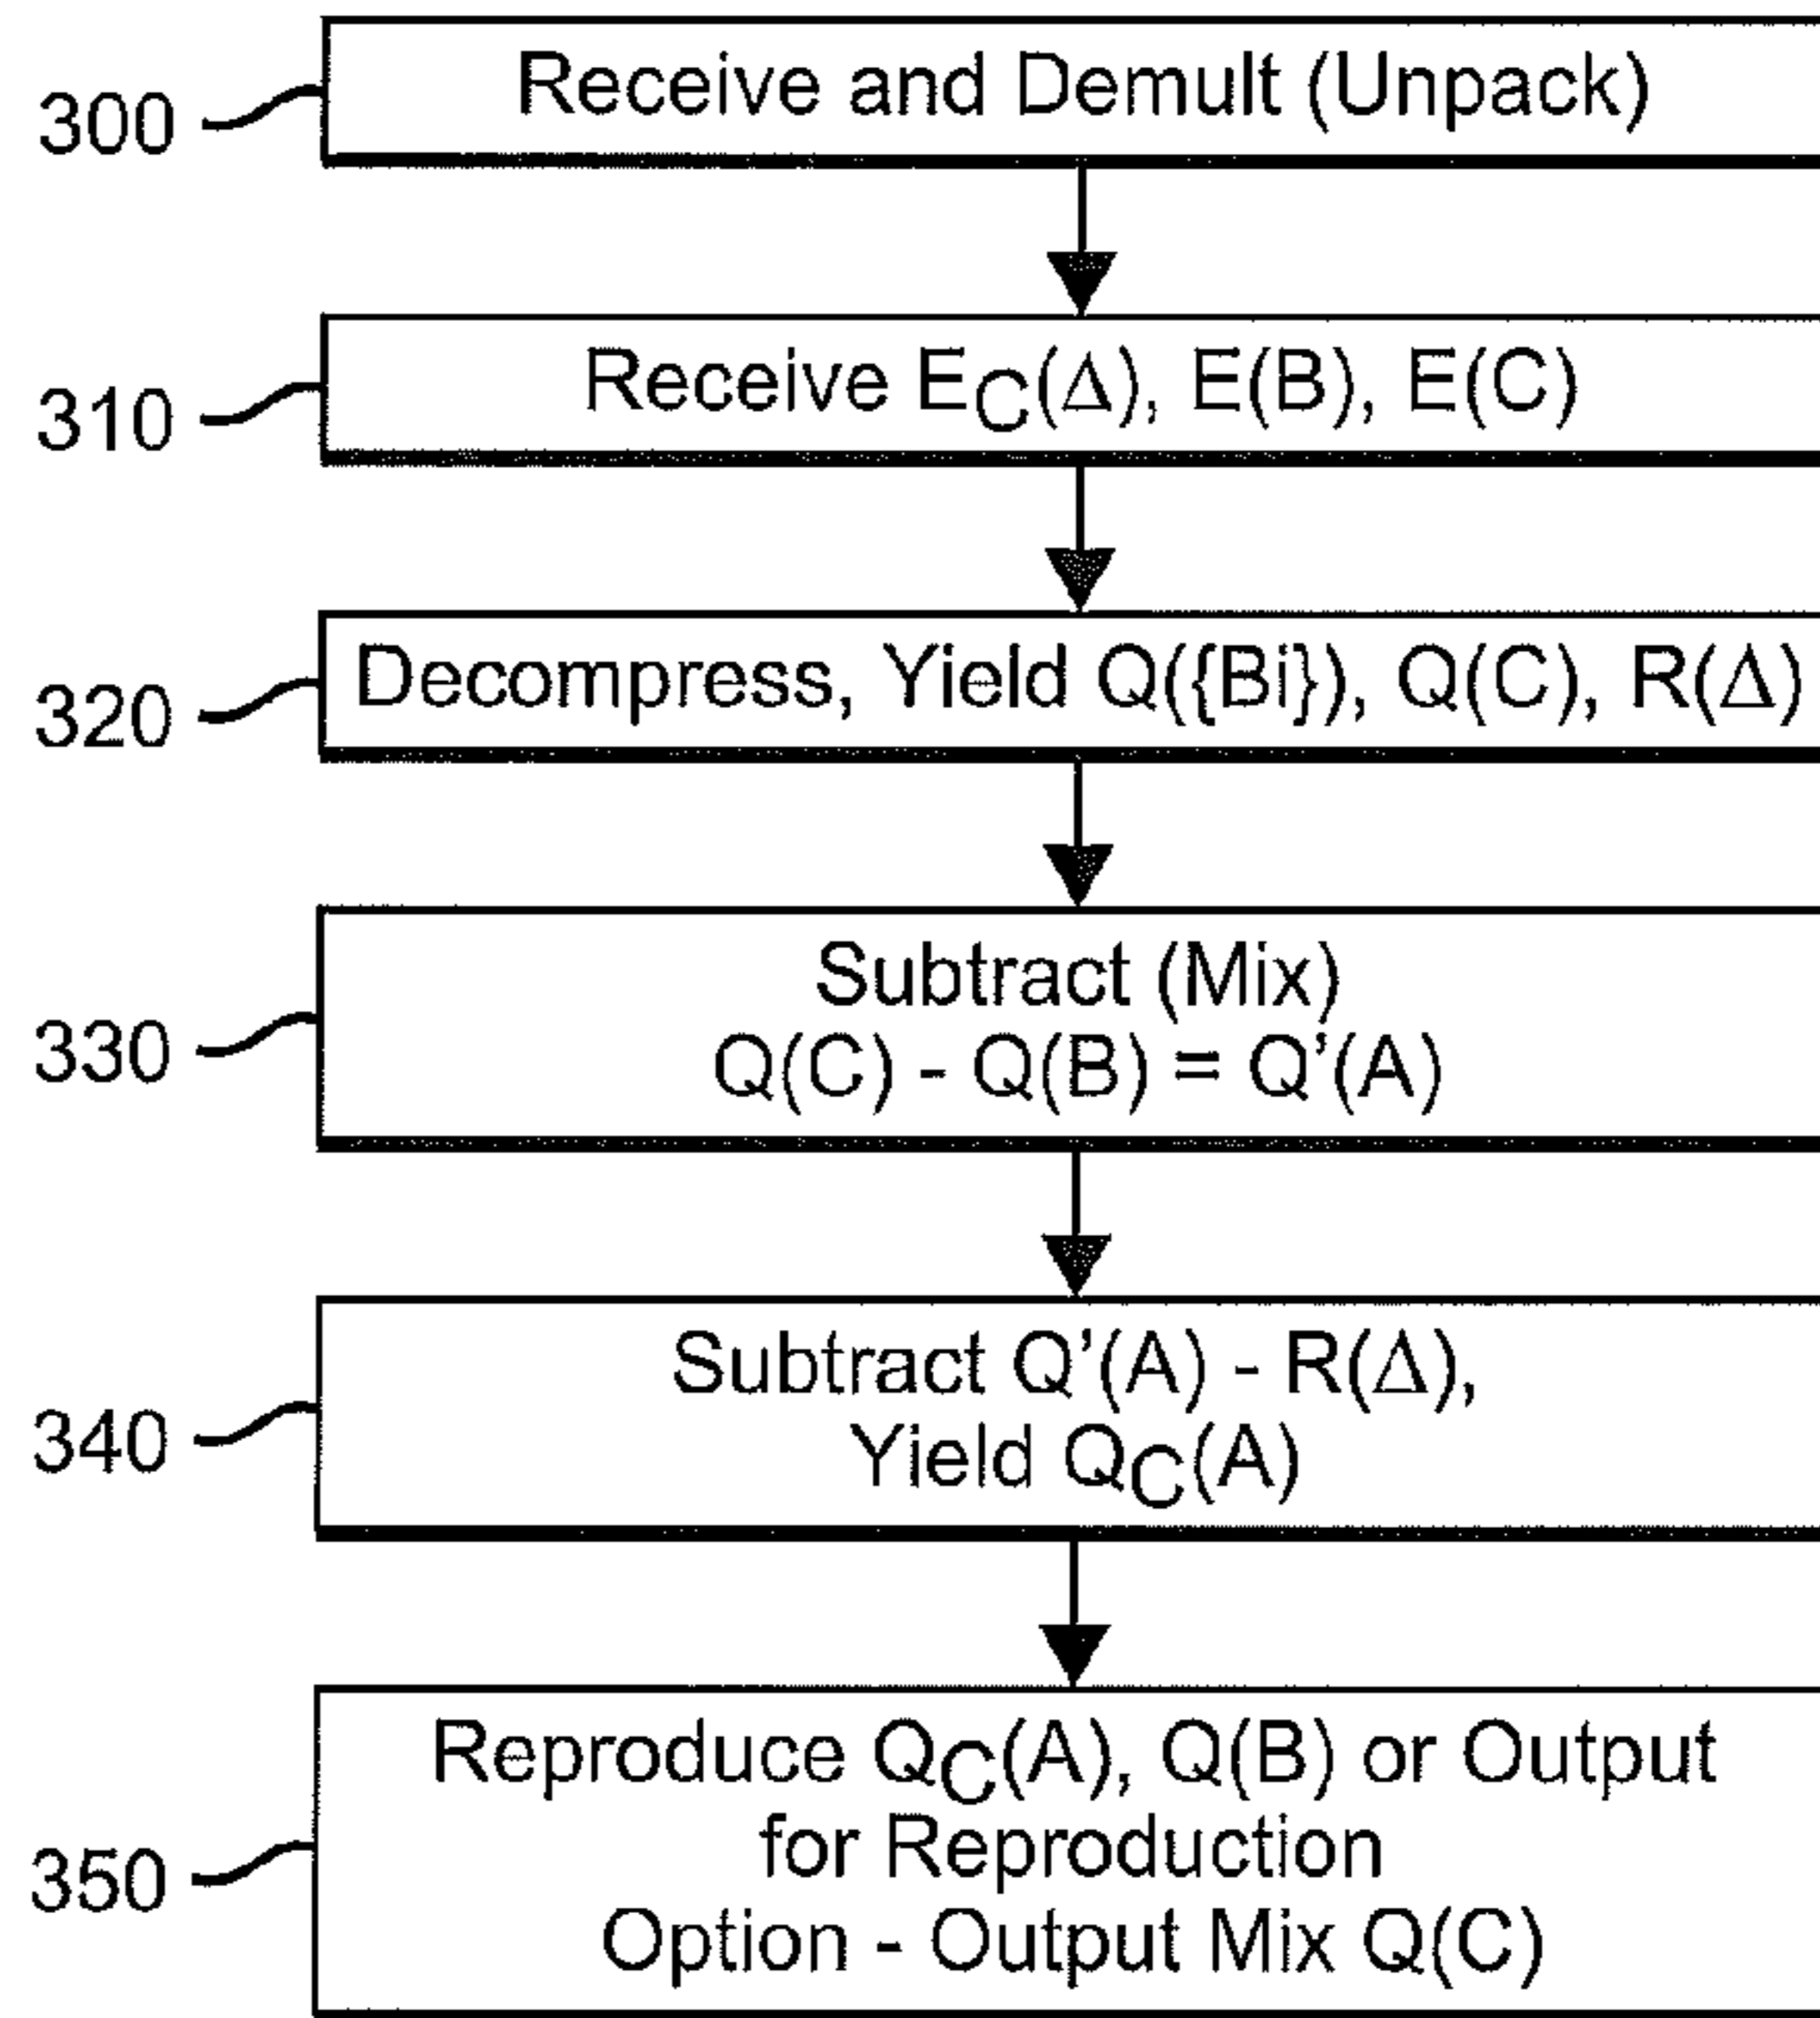 300 Receive and Demult (Unpack)
310 Receive EC(Δ), E(B), E(C)
320 Decompress, Yield Q({Bi}), Q(C), R(Δ)
Subtract (Mix)
330 Q(C) - Q(B) = Q’(A)
Subtract Q’(A) - R(Δ),
340 Yield QC(A)
Reproduce QC(A), Q(B) or Output
350 for Reproduction
Option - Output Mix Q(C)